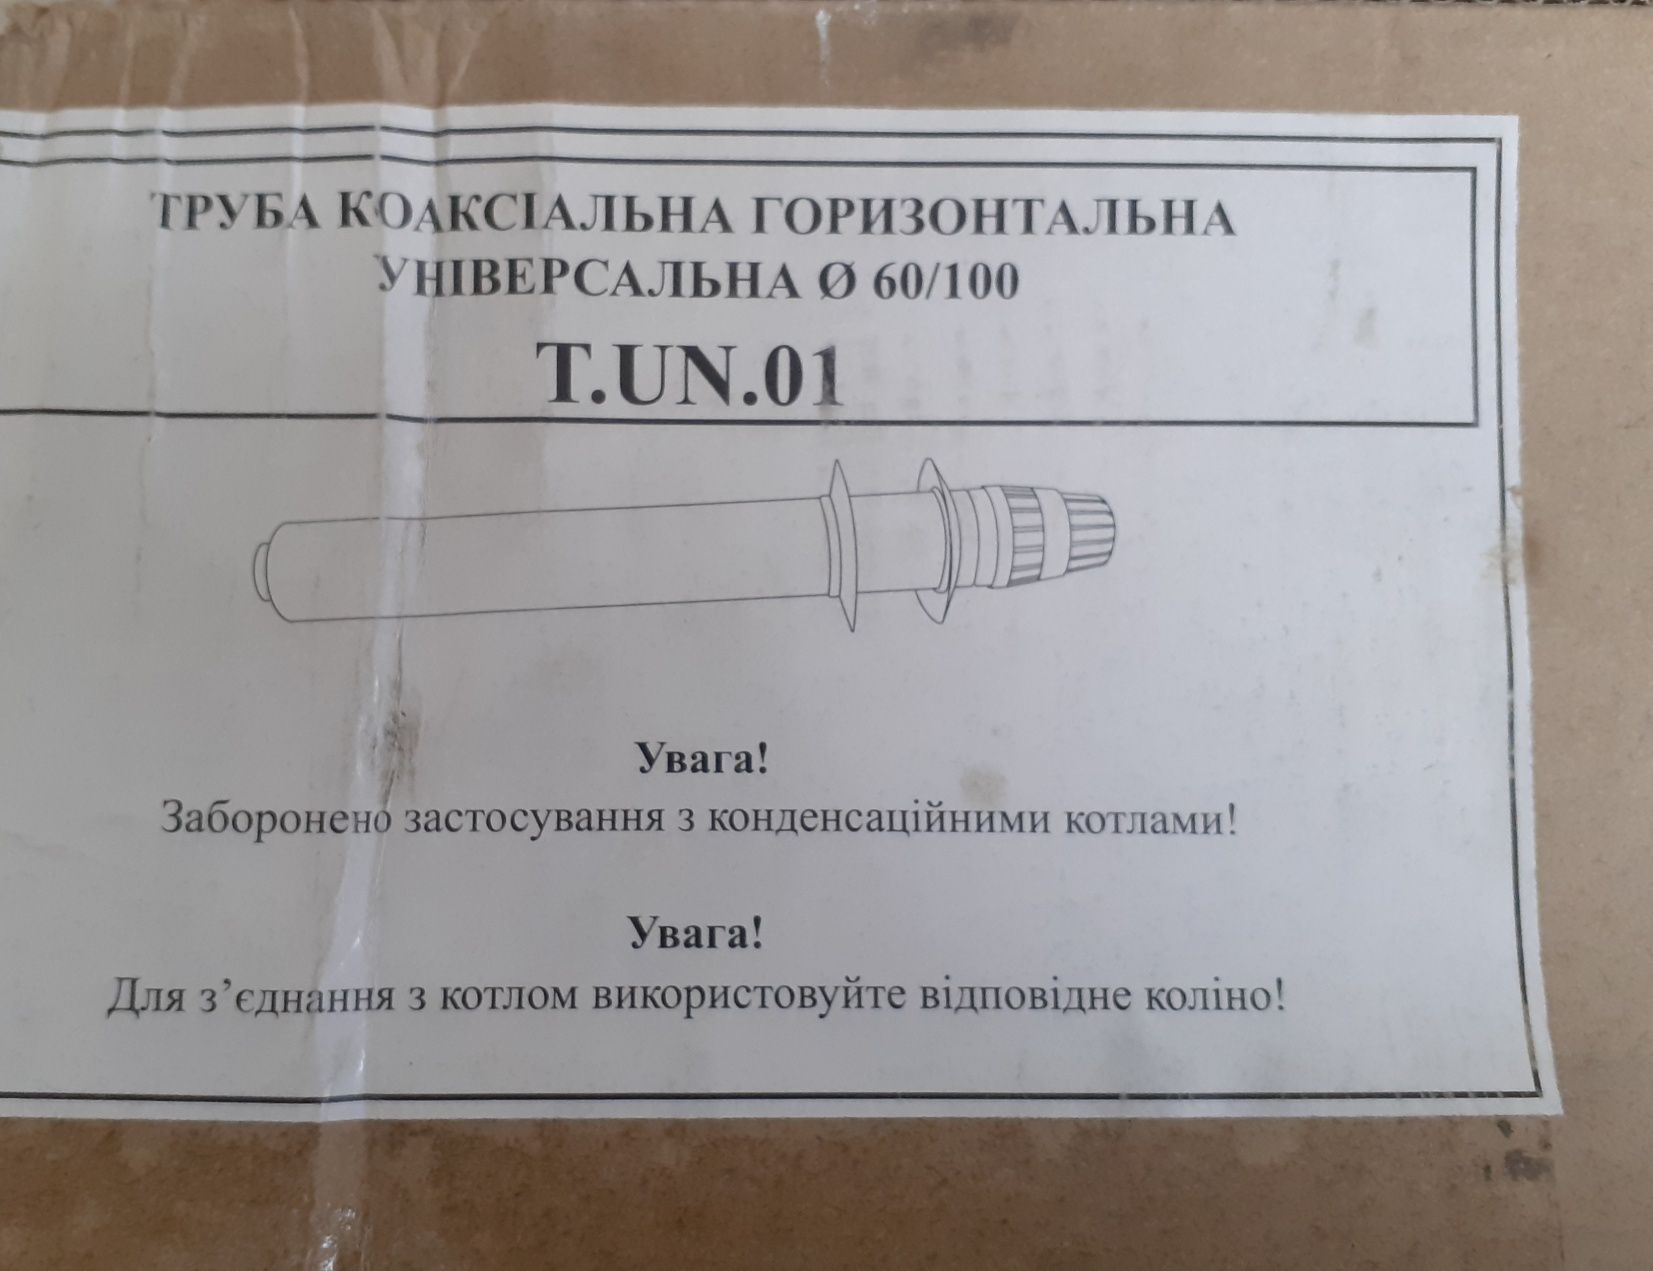 ТРУБА КОАКСІАЛЬНА ГОРИЗОНТАЛЬНА
УНІВЕРСАЛЬНА Ø 60/100
T.UN.01
Увага!
Заборонено застосування з конденсаційними котлами!
Увага!
Для з’єднання з котлом використовуйте відповідне коліно!